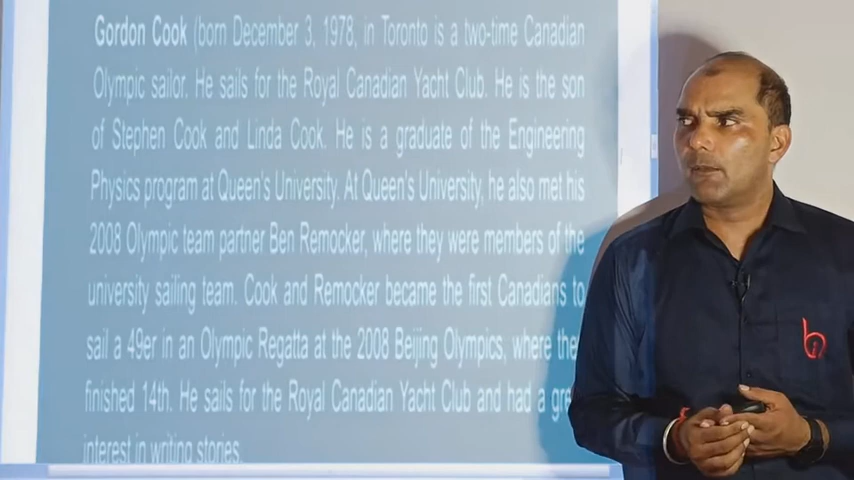 Gordon Cook (born December 3, 1978, in Toronto is a two-time Canadian
Olympic sailor. He sails for the Royal Canadian Yacht Club. He is the son
of Stephen Cook and Linda Cook. He is a graduate of the Engineering
Physics program at Queen's University. At Queen's University, he also met his
2008 Olympic team partner Ben Remocker, where they were members of the
university sailing team. Cook and Remocker became the first Canadians to
sail a 49er in an Olympic Regatta at the 2008 Beijing Olympics, where
finished 14th. He sails for the Royal Canadian Yacht Club and had a
interest in writing stories.